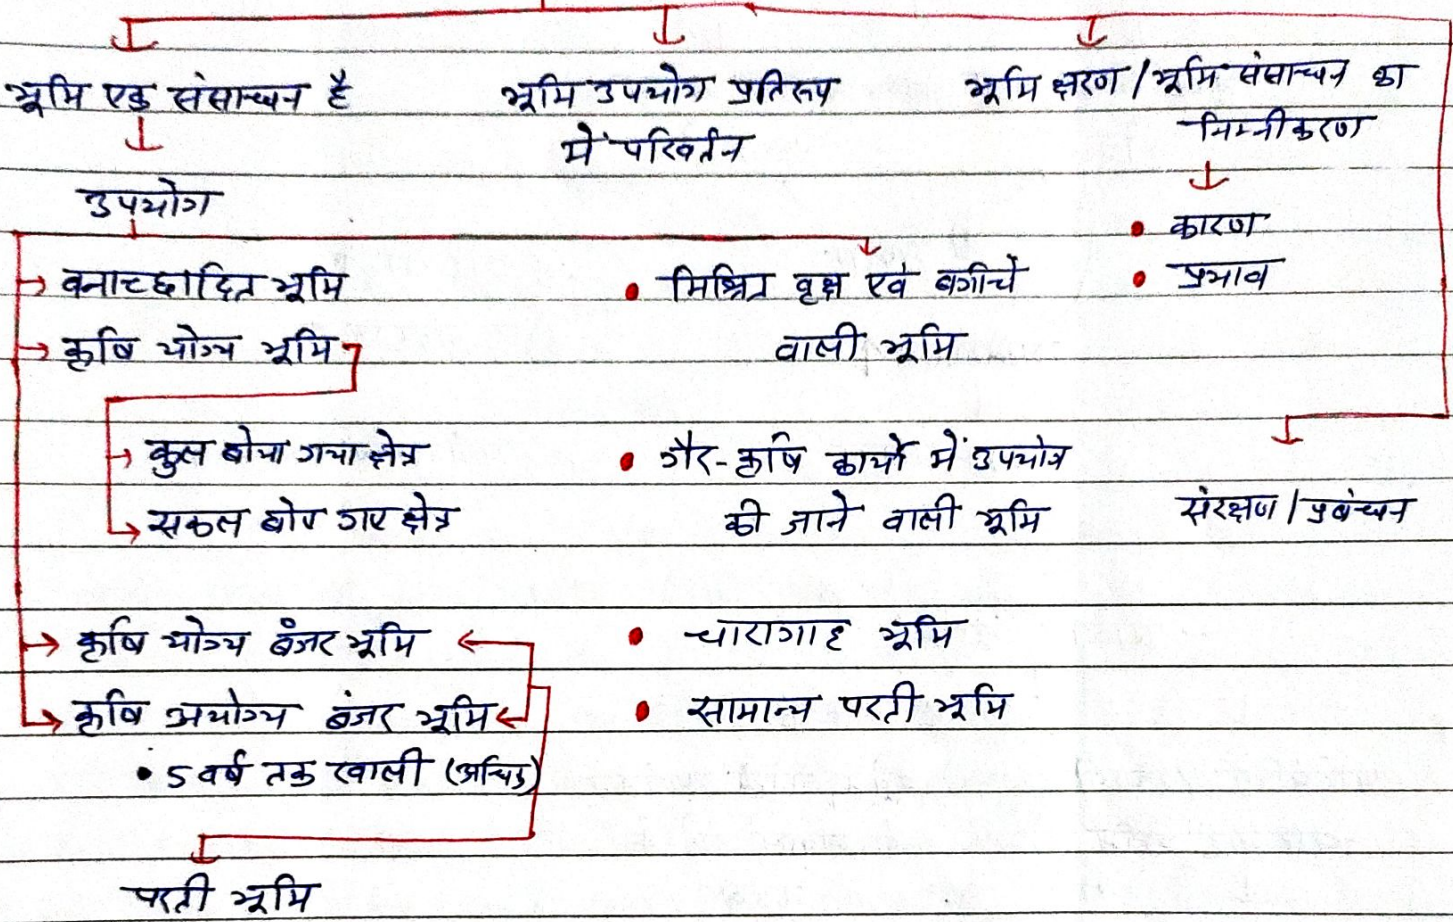 भूमि एक संसाधन है
उपयोग
भूमि उपयोग प्रतिरूप
में परिवर्तन
भूमि क्षरण / भूमि संसाधन का
निम्नीकरण
• कारण
• प्रभाव
→ वनाच्छादित भूमि
→ कृषि योग्य भूमि
→ कुल बोया गया क्षेत्र
→ सकल बोए गए क्षेत्र
→ कृषि योग्य बंजर भूमि
→ कृषि अयोग्य बंजर भूमि
• 5 वर्ष तक खाली (अधिक)
परती भूमि
• मिश्रित वृक्ष एवं बगीचे
वाली भूमि
• गैर-कृषि कार्यों में उपयोग
की जाने वाली भूमि
• चारागाह भूमि
• सामान्य परती भूमि
संरक्षण / प्रबंधन